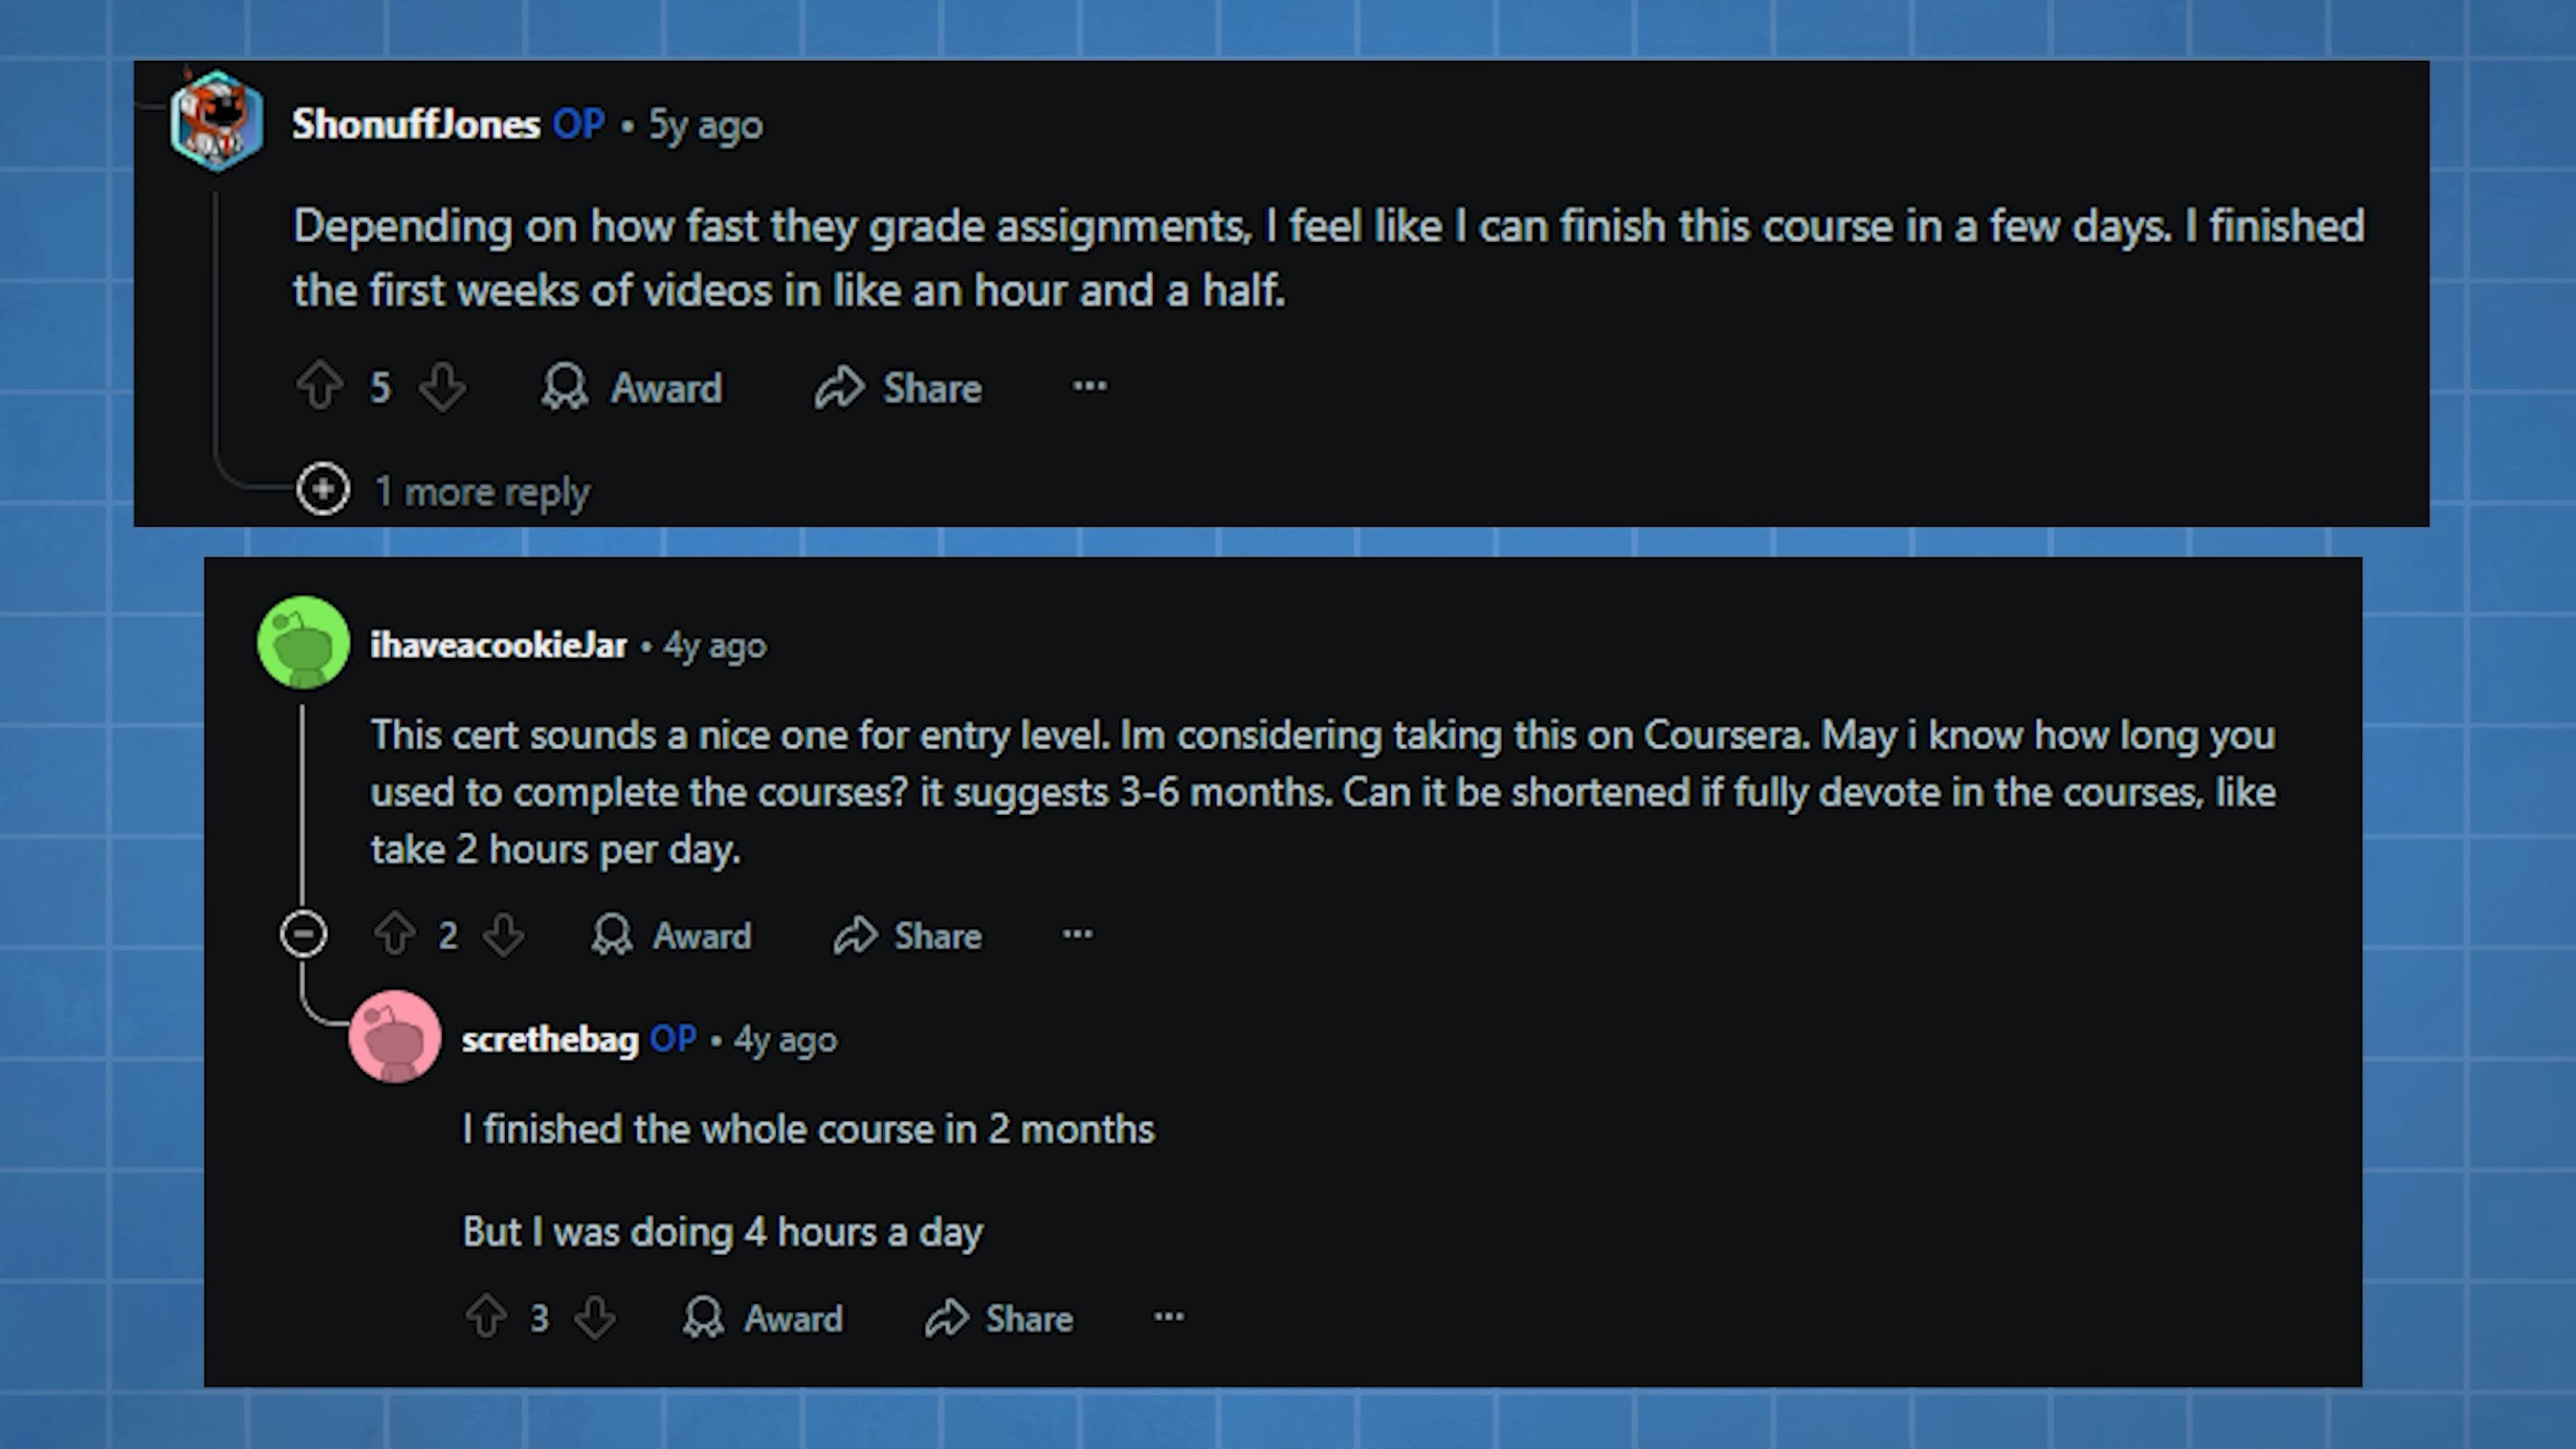 ShonuffJones OP • 5y ago
Depending on how fast they grade assignments, I feel like I can finish this course in a few days. I finished
the first weeks of videos in like an hour and a half.
5 Award Share ...
1 more reply
ihaveacookieJar • 4y ago
This cert sounds a nice one for entry level. Im considering taking this on Coursera. May i know how long you
used to complete the courses? it suggests 3-6 months. Can it be shortened if fully devote in the courses, like
take 2 hours per day.
2 Award Share ...
screthebag OP • 4y ago
I finished the whole course in 2 months
But I was doing 4 hours a day
3 Award Share ...